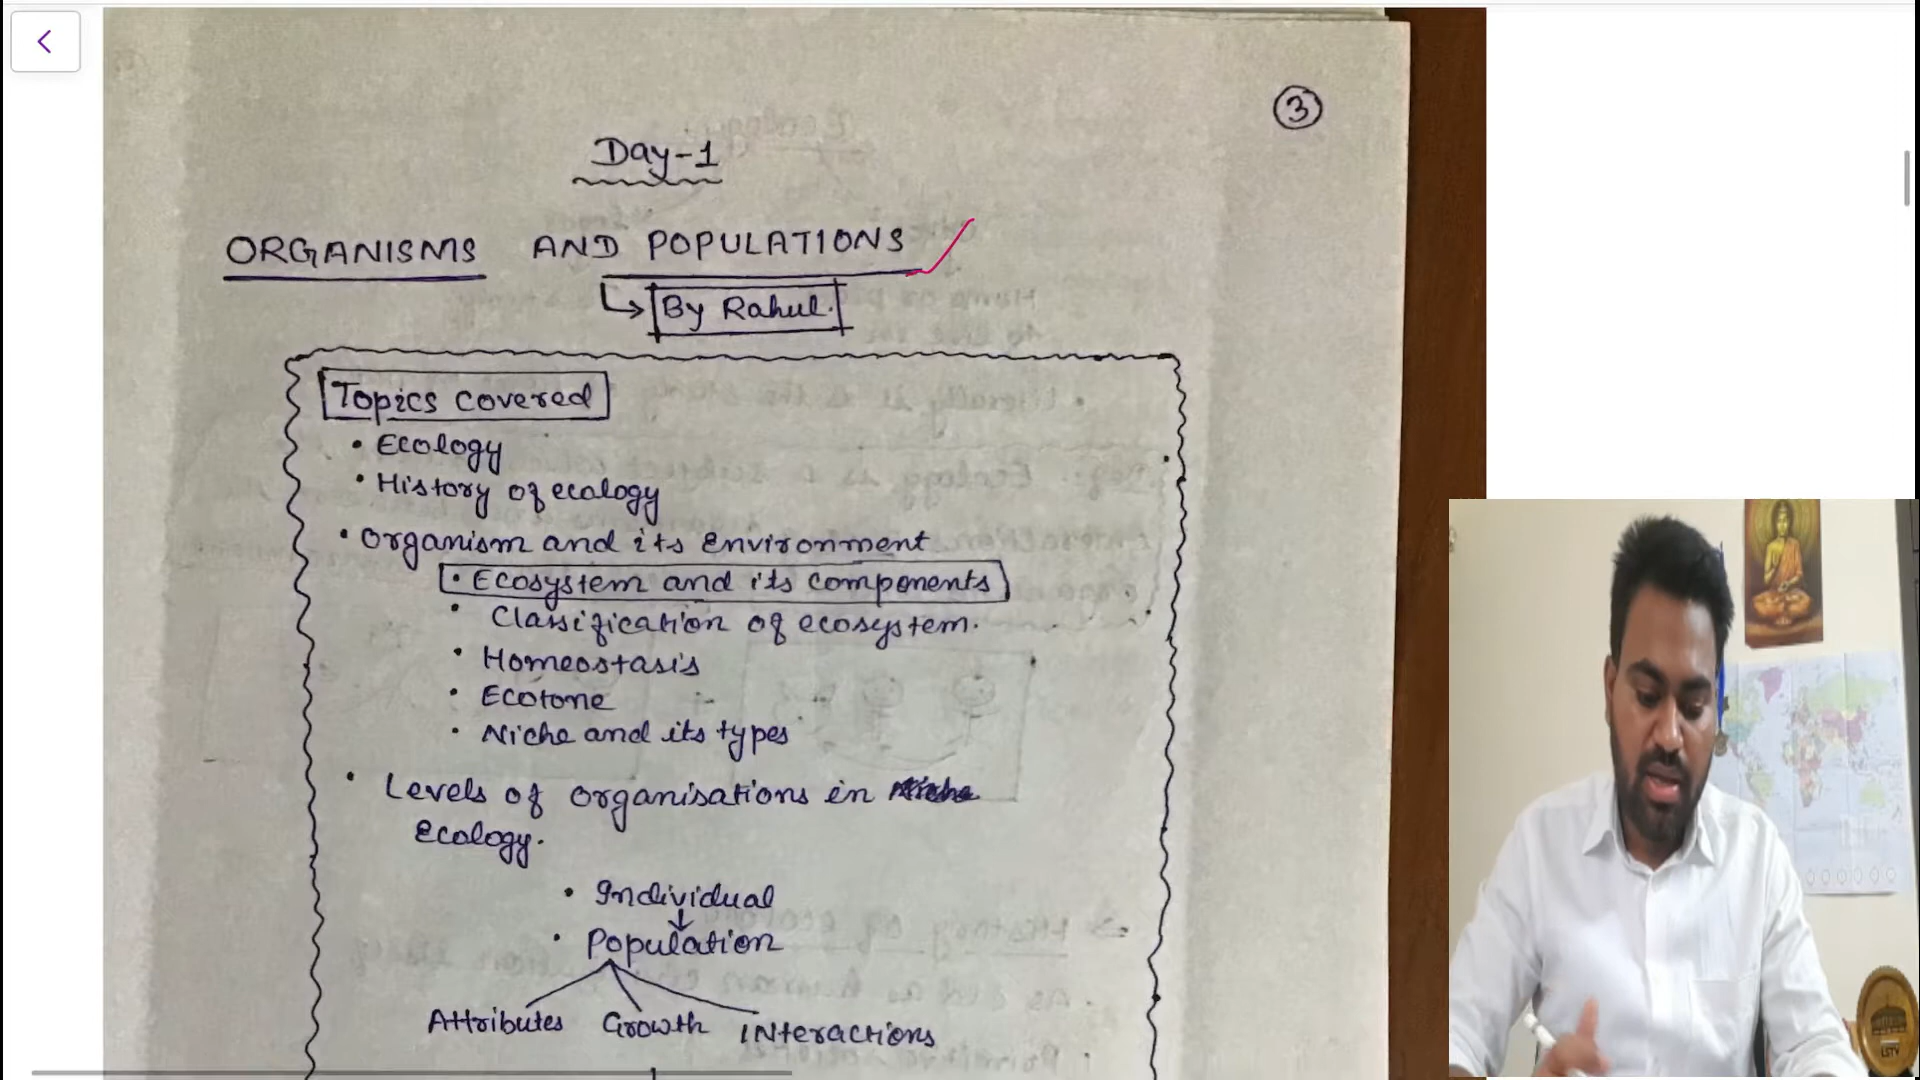 3
Day-1
ORGANISMS AND POPULATIONS
By Rahul.
Topics covered
• Ecology
• History of ecology
• Organism and its environment
• Ecosystem and its components
• Classification of ecosystem.
• Homeostasis
• Ecotone
• Niche and its types
• Levels of organisations in
Ecology.
• Individual
• Population
Attributes Growth Interactions
LSTV